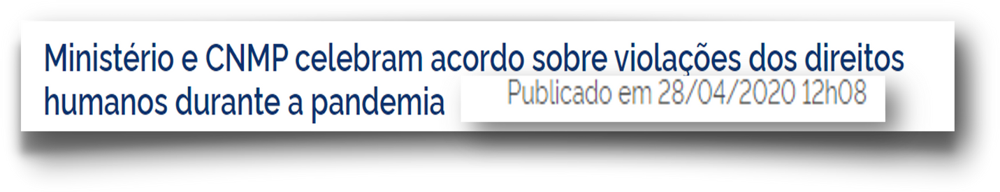 Ministério e CNMP celebram acordo sobre violações dos direitos
humanos durante a pandemia
Publicado em 28/04/2020 12h08